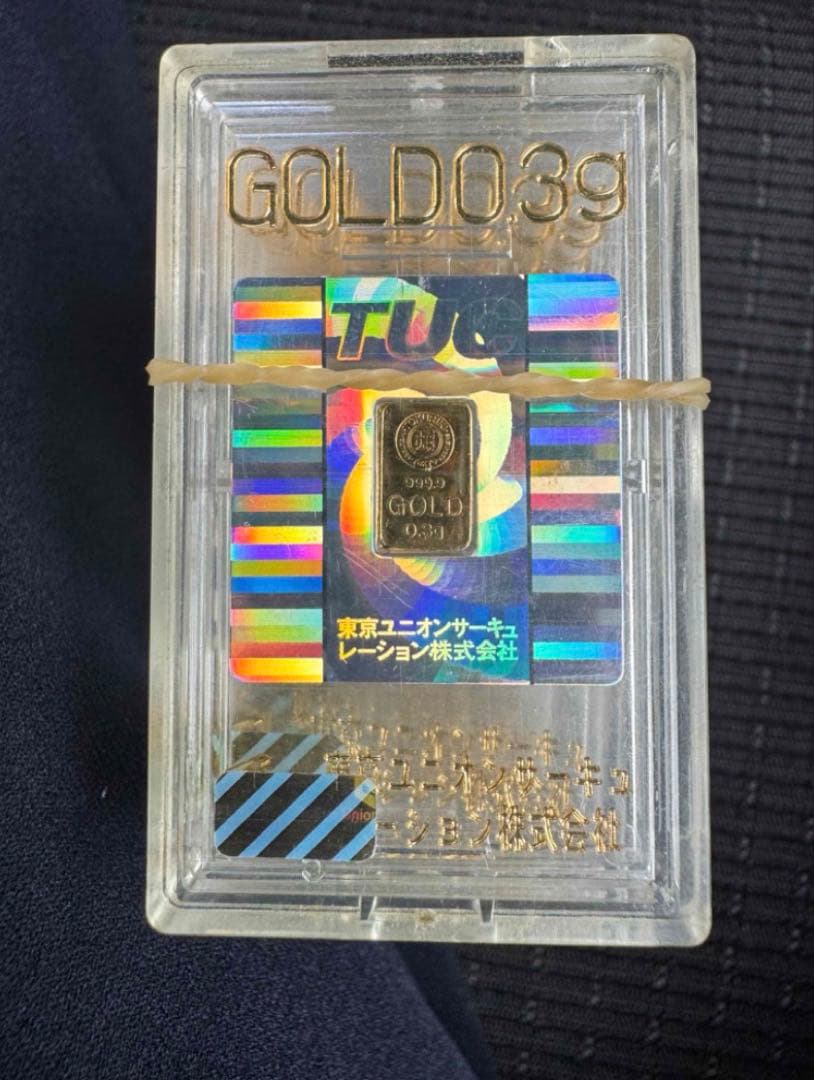 GOLD 0.3g
TUC
999.9
GOLD
0.3g
東京ユニオンサーキュ
レーション株式会社
東京ユニオンサーキュ
ーション株式会社